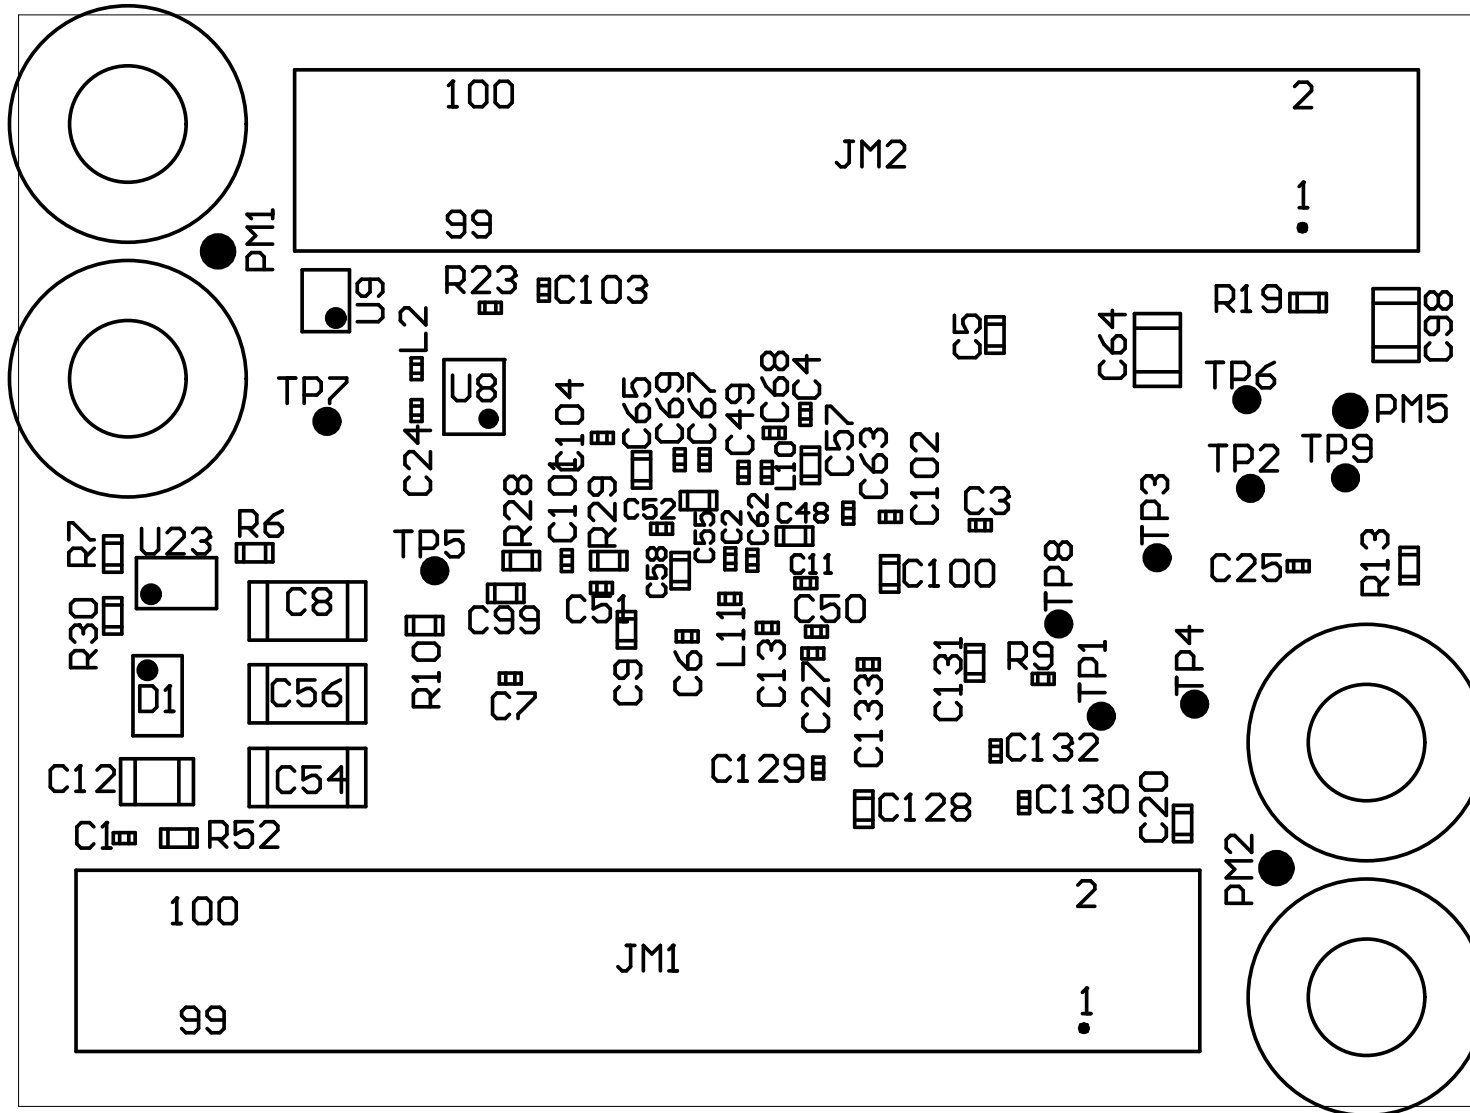 100
2
JM2
1
99
PM1
R23
C103
U9
L2
C5
C64
R19
C98
TP7
U8
C104
C65
C69
C67
C49
C68
C4
C57
C63
C102
TP6
PM5
TP2
TP9
C24
R28
C101
R29
C52
C55
C2
C62
L10
C48
C3
TP3
R7
U23
R6
TP5
C58
C11
C100
TP8
C25
R13
R30
C8
C99
C51
C50
R10
C9
C6
L11
C13
C27
C133
C131
R9
TP1
TP4
D1
C56
C7
C12
C54
C129
C132
C128
C130
C20
C1
R52
PM2
100
2
JM1
99
1